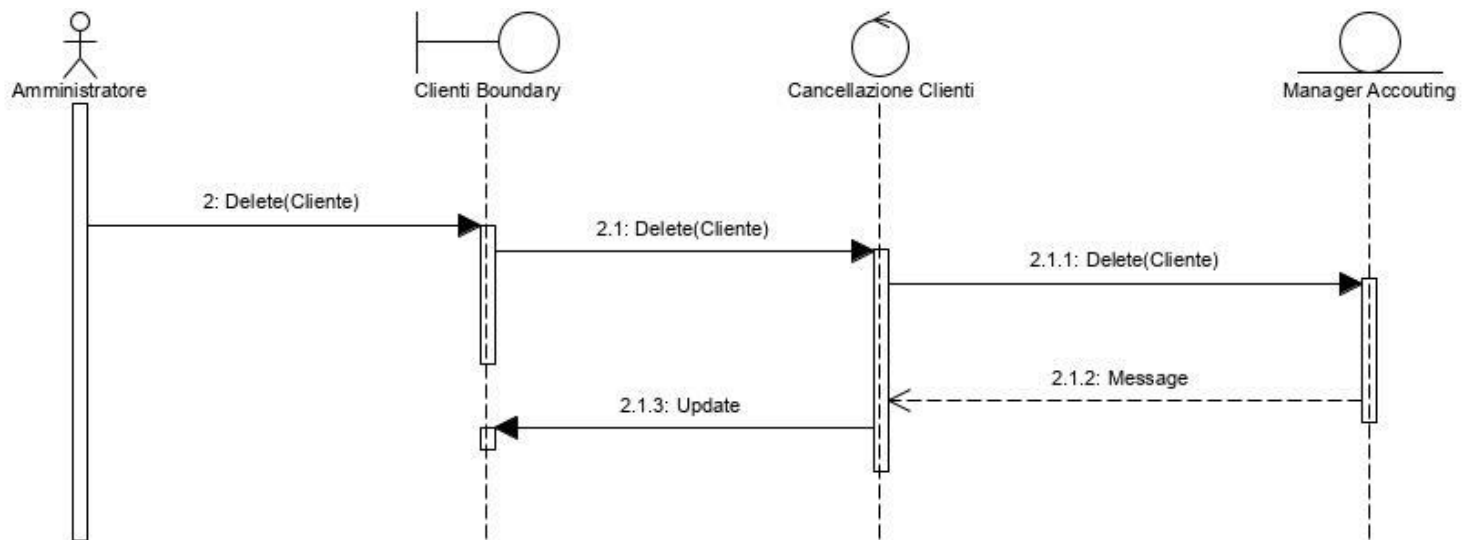 Amministratore
Clienti Boundary
Cancellazione Clienti
Manager Accouting
2: Delete(Cliente)
2.1: Delete(Cliente)
2.1.1: Delete(Cliente)
2.1.2: Message
2.1.3: Update